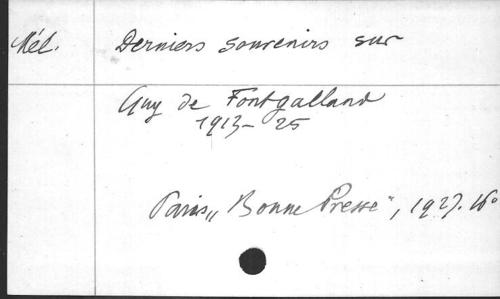 Mél. Derniers souvenirs sur
Guy de Fontgalland
1913-25
Paris, "Bonne Presse", 1927. 16°